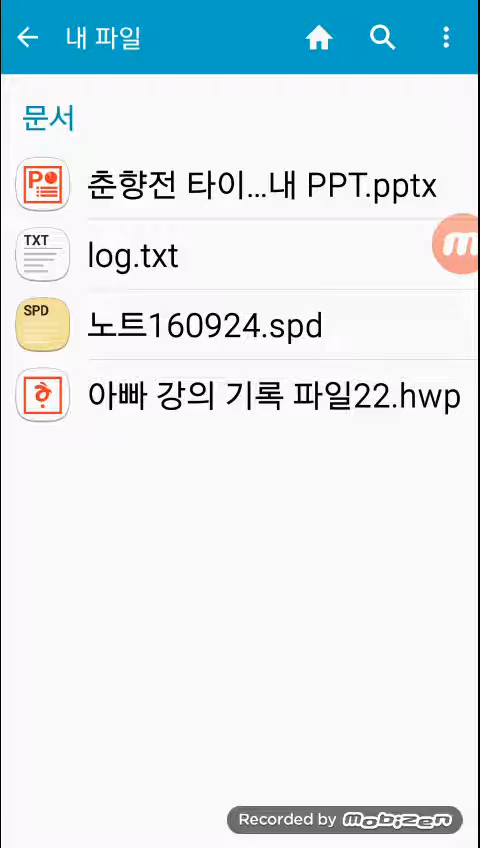 내 파일
문서
춘향전 타이...내 PPT.pptx
TXT
log.txt
SPD
노트160924.spd
아빠 강의 기록 파일22.hwp
Recorded by mobizen